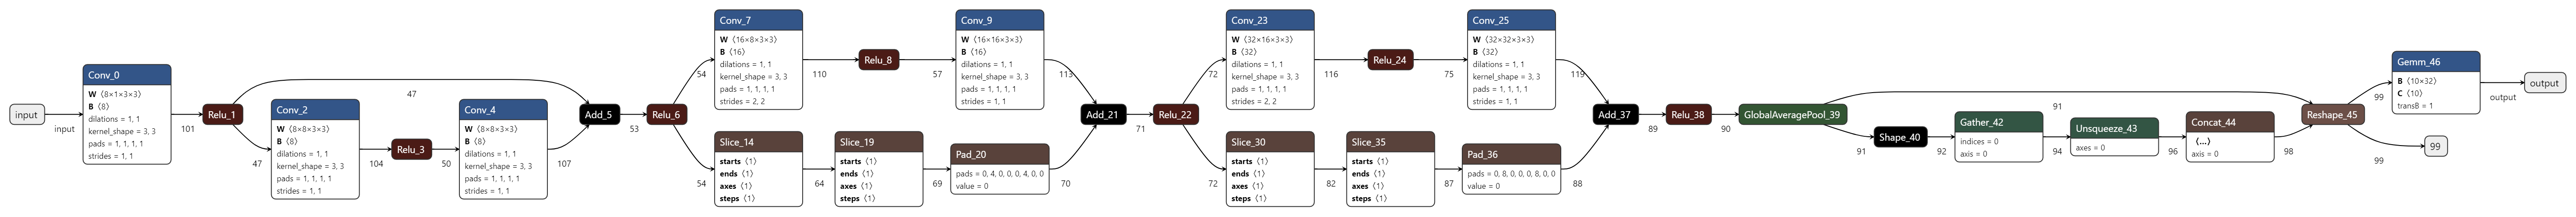 input
input
Conv_0
W ⟨8×1×3×3⟩
B ⟨8⟩
dilations = 1, 1
kernel_shape = 3, 3
pads = 1, 1, 1, 1
strides = 1, 1
101
Relu_1
47
47
Conv_2
W ⟨8×8×3×3⟩
B ⟨8⟩
dilations = 1, 1
kernel_shape = 3, 3
pads = 1, 1, 1, 1
strides = 1, 1
104
Relu_3
50
Conv_4
W ⟨8×8×3×3⟩
B ⟨8⟩
dilations = 1, 1
kernel_shape = 3, 3
pads = 1, 1, 1, 1
strides = 1, 1
107
Add_5
53
Relu_6
54
Conv_7
W ⟨16×8×3×3⟩
B ⟨16⟩
dilations = 1, 1
kernel_shape = 3, 3
pads = 1, 1, 1, 1
strides = 2, 2
110
Relu_8
57
Conv_9
W ⟨16×16×3×3⟩
B ⟨16⟩
dilations = 1, 1
kernel_shape = 3, 3
pads = 1, 1, 1, 1
strides = 1, 1
113
54
Slice_14
starts ⟨1⟩
ends ⟨1⟩
axes ⟨1⟩
steps ⟨1⟩
64
Slice_19
starts ⟨1⟩
ends ⟨1⟩
axes ⟨1⟩
steps ⟨1⟩
69
Pad_20
pads = 0, 4, 0, 0, 0, 4, 0, 0
value = 0
70
Add_21
71
Relu_22
72
Conv_23
W ⟨32×16×3×3⟩
B ⟨32⟩
dilations = 1, 1
kernel_shape = 3, 3
pads = 1, 1, 1, 1
strides = 2, 2
116
Relu_24
75
Conv_25
W ⟨32×32×3×3⟩
B ⟨32⟩
dilations = 1, 1
kernel_shape = 3, 3
pads = 1, 1, 1, 1
strides = 1, 1
119
72
Slice_30
starts ⟨1⟩
ends ⟨1⟩
axes ⟨1⟩
steps ⟨1⟩
82
Slice_35
starts ⟨1⟩
ends ⟨1⟩
axes ⟨1⟩
steps ⟨1⟩
87
Pad_36
pads = 0, 8, 0, 0, 0, 8, 0, 0
value = 0
88
Add_37
89
Relu_38
90
GlobalAveragePool_39
91
91
Shape_40
92
Gather_42
indices = 0
axis = 0
94
Unsqueeze_43
axes = 0
96
Concat_44
⟨...⟩
axis = 0
98
Reshape_45
99
Gemm_46
B ⟨10×32⟩
C ⟨10⟩
transB = 1
output
output
99
99